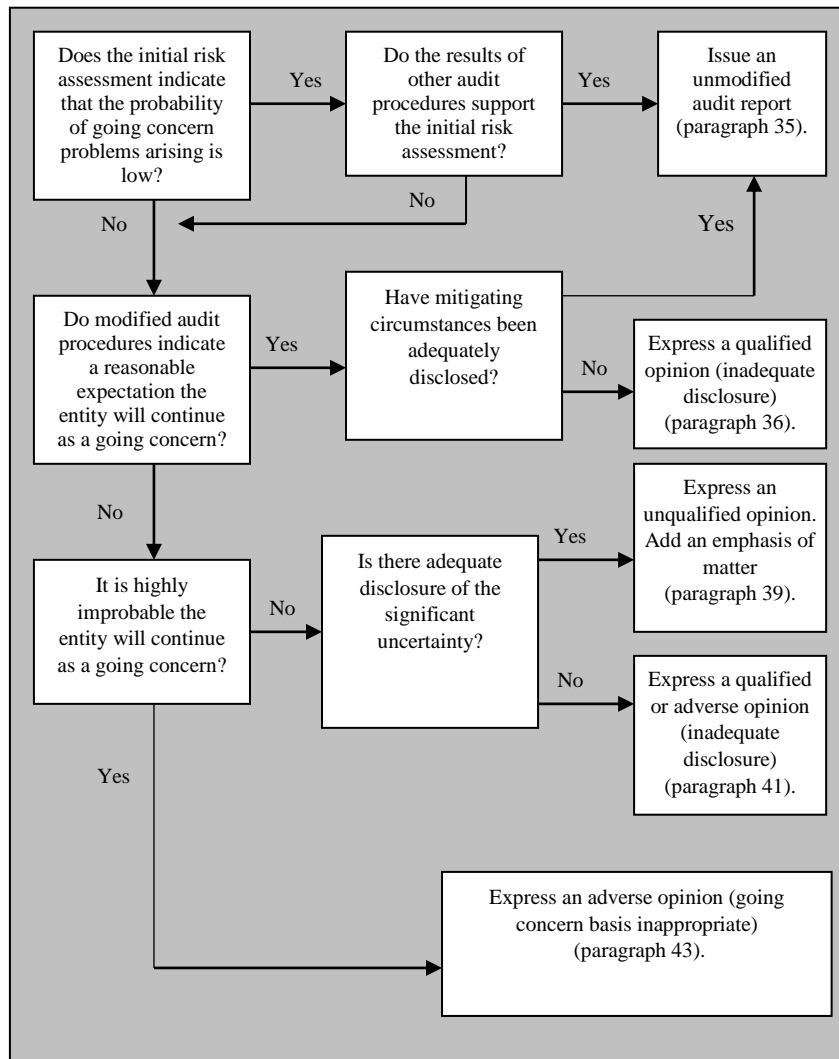 Does the initial risk
assessment indicate
that the probability
of going concern
problems arising is
low?
Yes
Do the results of
other audit
procedures support
the initial risk
assessment?
Yes
Issue an
unmodified
audit report
(paragraph 35).
No
No
Yes
Do modified audit
procedures indicate
a reasonable
expectation the
entity will continue
as a going concern?
Yes
Have mitigating
circumstances been
adequately
disclosed?
No
Express a qualified
opinion (inadequate
disclosure)
(paragraph 36).
No
It is highly
improbable the
entity will continue
as a going concern?
No
Is there adequate
disclosure of the
significant
uncertainty?
Yes
Express an
unqualified opinion.
Add an emphasis of
matter
(paragraph 39).
No
Express a qualified
or adverse opinion
(inadequate
disclosure)
(paragraph 41).
Yes
Express an adverse opinion (going
concern basis inappropriate)
(paragraph 43).